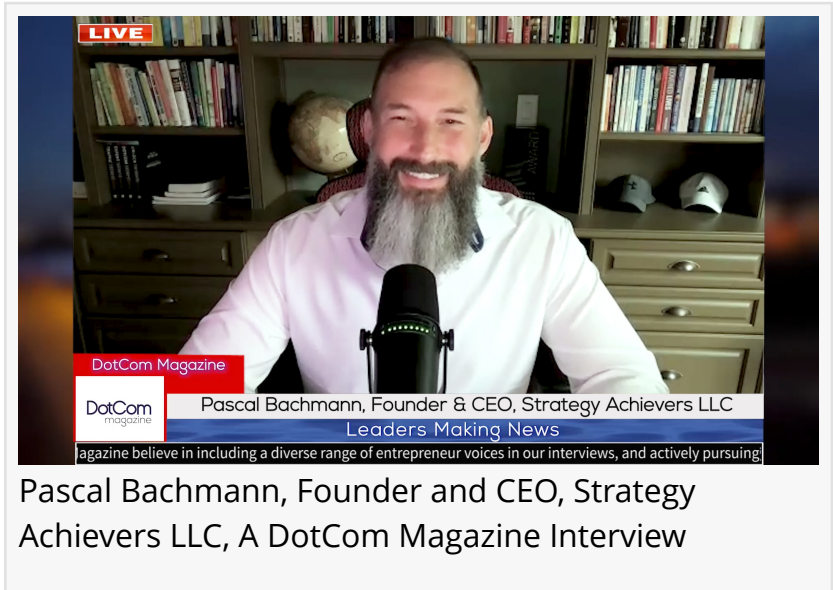 LIVE
AWARD
DotCom Magazine
DotCom
magazine
Pascal Bachmann, Founder & CEO, Strategy Achievers LLC
Leaders Making News
agazine believe in including a diverse range of entrepreneur voices in our interviews, and actively pursuing
Pascal Bachmann, Founder and CEO, Strategy
Achievers LLC, A DotCom Magazine Interview